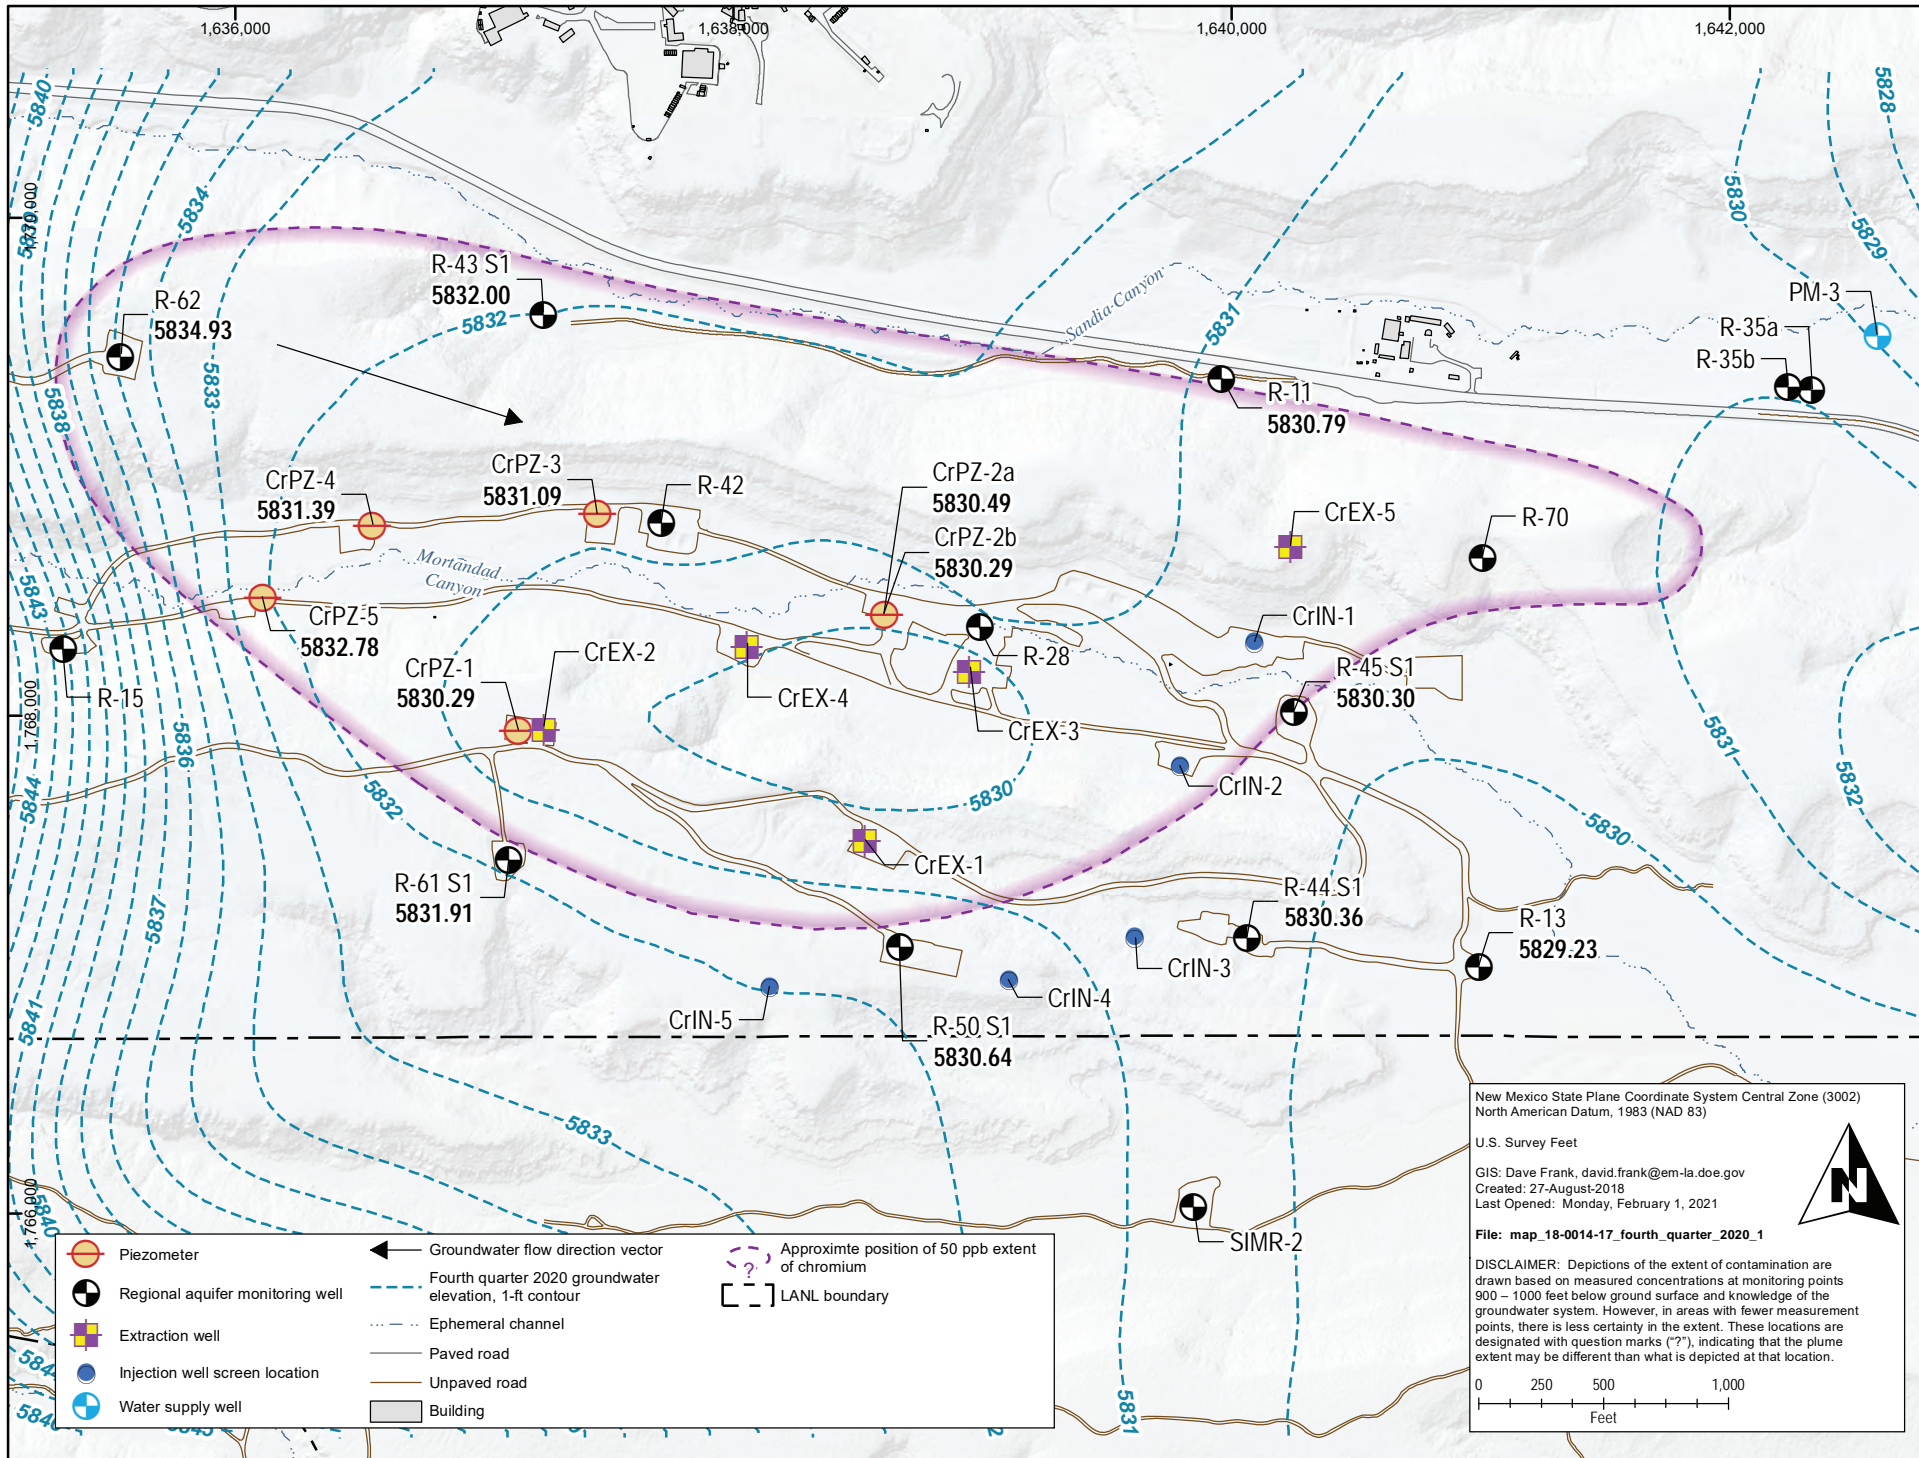 1,636,000
1,638,000
1,640,000
1,642,000
5840
5828
5834
5830
5829
1,770,000
R-43 S1
5832.00
R-62
5834.93
5832
Sandia Canyon
5831
PM-3
R-35a
R-35b
5833
5838
R-11
5830.79
CrPZ-4
5831.39
CrPZ-3
5831.09
R-42
CrPZ-2a
5830.49
CrPZ-2b
5830.29
CrEX-5
R-70
Mortandad
Canyon
5843
CrPZ-5
5832.78
CrIN-1
R-28
CrPZ-1
5830.29
CrEX-2
CrEX-4
R-45 S1
5830.30
R-15
1,768,000
CrEX-3
5831
5836
5844
5832
5830
CrIN-2
5832
5830
CrEX-1
R-61 S1
5831.91
R-44 S1
5830.36
5837
R-13
5829.23
CrIN-3
CrIN-4
CrIN-5
5841
R-50 S1
5830.64
5833
1,766,000
5840
SIMR-2
5831
Piezometer
Regional aquifer monitoring well
Extraction well
Injection well screen location
Water supply well
Groundwater flow direction vector
Fourth quarter 2020 groundwater
elevation, 1-ft contour
Ephemeral channel
Paved road
Unpaved road
Building
Approximte position of 50 ppb extent
of chromium
?
LANL boundary
New Mexico State Plane Coordinate System Central Zone (3002)
North American Datum, 1983 (NAD 83)
U.S. Survey Feet
GIS: Dave Frank, david.frank@em-la.doe.gov
Created: 27-August-2018
Last Opened: Monday, February 1, 2021
N
File: map_18-0014-17_fourth_quarter_2020_1
DISCLAIMER: Depictions of the extent of contamination are
drawn based on measured concentrations at monitoring points
900 – 1000 feet below ground surface and knowledge of the
groundwater system. However, in areas with fewer measurement
points, there is less certainty in the extent. These locations are
designated with question marks ("?"), indicating that the plume
extent may be different than what is depicted at that location.
0 250 500 1,000
Feet